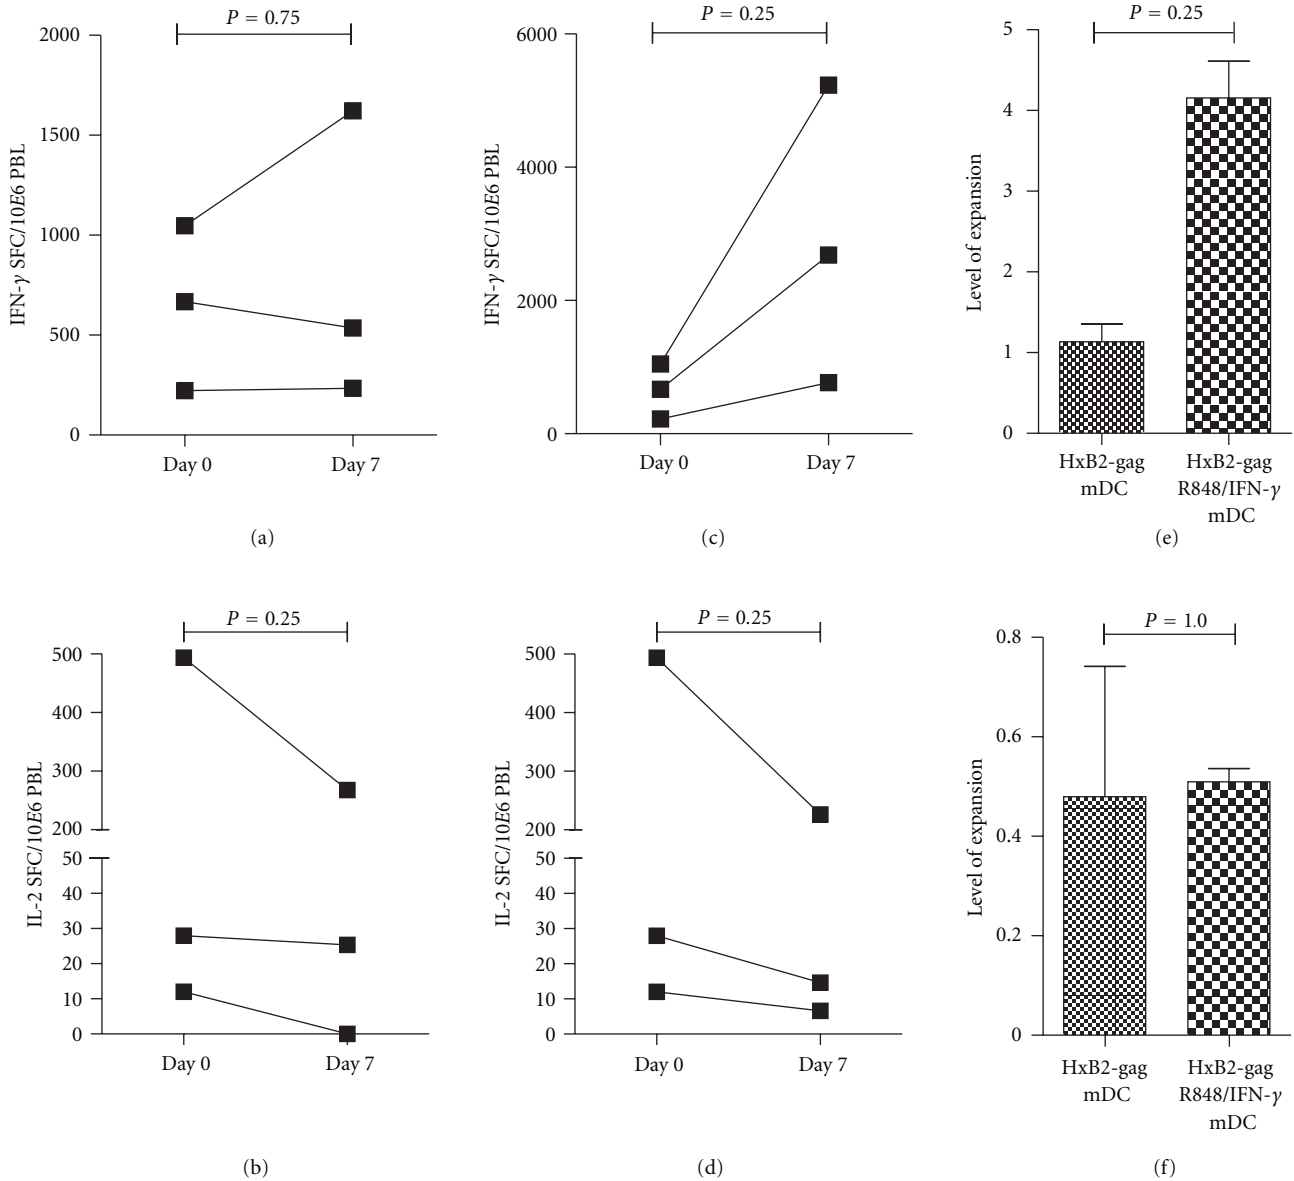 P = 0.75
2000
1500
1000
500
0
IFN-γ SFC/10E6 PBL
Day 0
Day 7
(a)
P = 0.25
6000
4000
2000
0
IFN-γ SFC/10E6 PBL
Day 0
Day 7
(c)
P = 0.25
5
4
3
2
1
0
Level of expansion
HxB2-gag
mDC
HxB2-gag
R848/IFN-γ
mDC
(e)
P = 0.25
500
400
300
200
50
40
30
20
10
0
IL-2 SFC/10E6 PBL
Day 0
Day 7
(b)
P = 0.25
500
400
300
200
50
40
30
20
10
0
IL-2 SFC/10E6 PBL
Day 0
Day 7
(d)
P = 1.0
0.8
0.6
0.4
0.2
0
Level of expansion
HxB2-gag
mDC
HxB2-gag
R848/IFN-γ
mDC
(f)